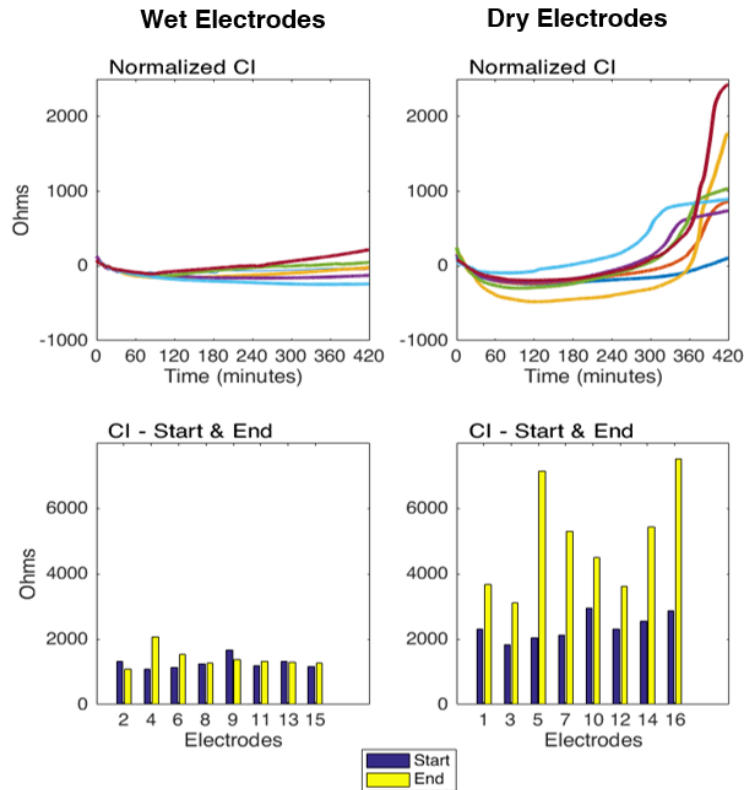 Wet Electrodes
Dry Electrodes
Normalized CI
2000
1000
0
-1000
Ohms
0 60 120 180 240 300 360 420
Time (minutes)
Normalized CI
2000
1000
0
-1000
0 60 120 180 240 300 360 420
Time (minutes)
CI - Start & End
6000
4000
2000
0
Ohms
2 4 6 8 9 11 13 15
Electrodes
CI - Start & End
6000
4000
2000
0
1 3 5 7 10 12 14 16
Electrodes
Start
End